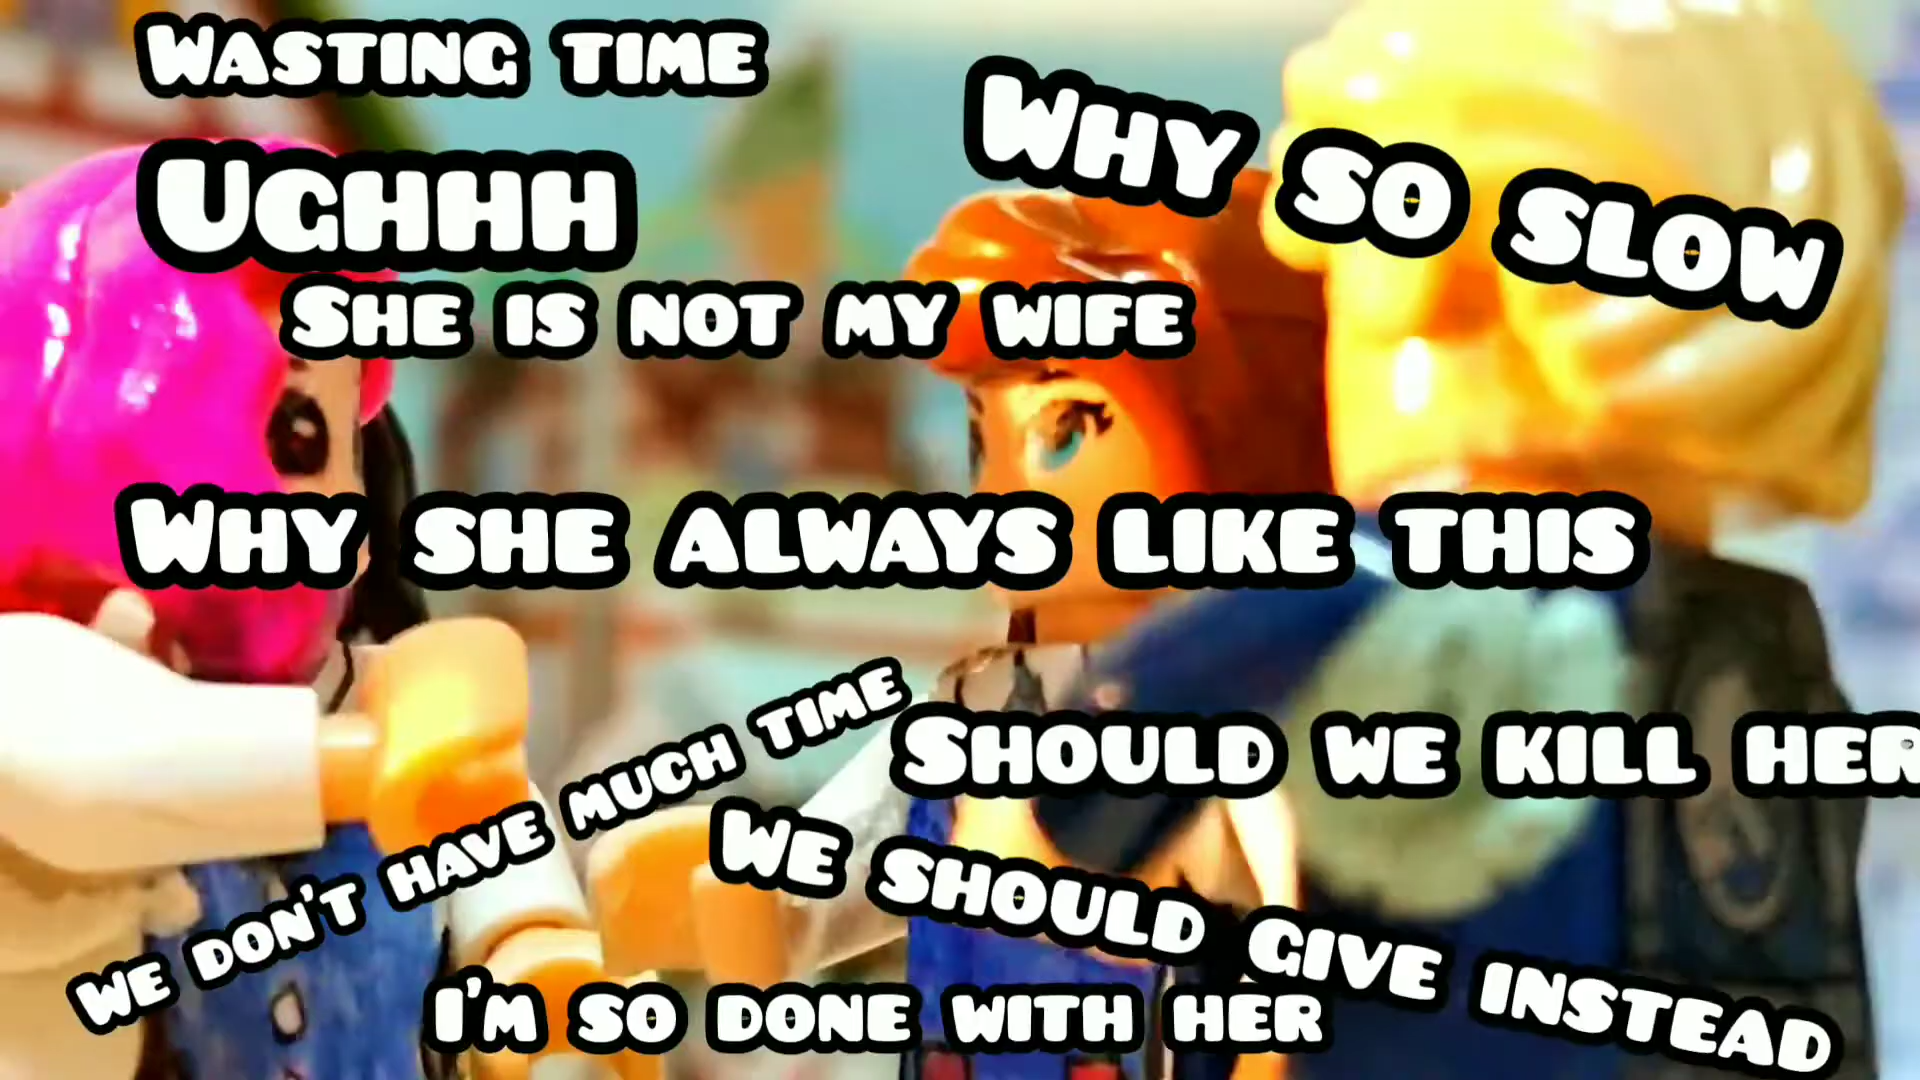 Wasting time
Why so slow
Ughhh
She is not my wife
Why she always like this
We don't have much time
Should we kill her
We should give instead
I'm so done with her